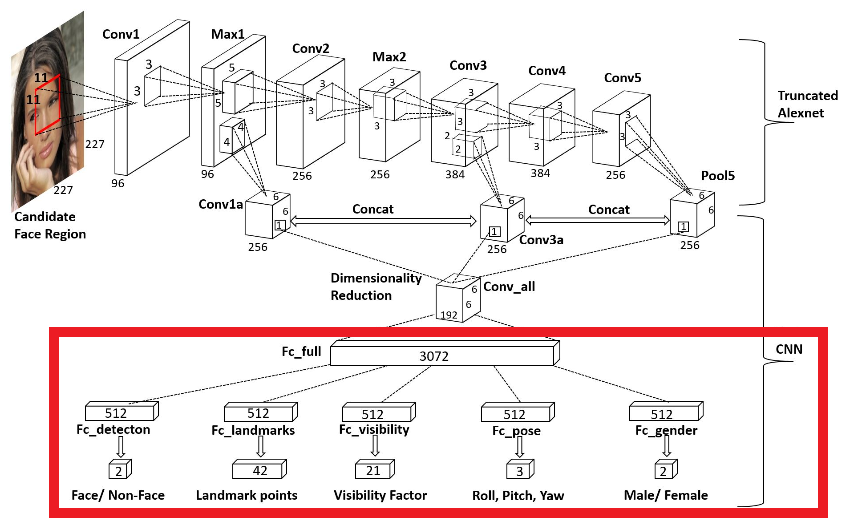 Conv1
Max1
Conv2
Max2
Conv3
Conv4
Conv5
11
11
3
3
5
5
3
3
3
3
3
2
2
3
3
3
3
4
4
227
227
96
96
256
256
384
384
256
Truncated
Alexnet
Candidate
Face Region
Conv1a
6
6
1
256
Concat
6
6
1
256
Conv3a
Concat
Pool5
6
6
1
256
Dimensionality
Reduction
Conv_all
6
6
192
CNN
Fc_full
3072
512
512
512
512
512
Fc_detecton
Fc_landmarks
Fc_visibility
Fc_pose
Fc_gender
2
42
21
3
2
Face/ Non-Face
Landmark points
Visibility Factor
Roll, Pitch, Yaw
Male/ Female